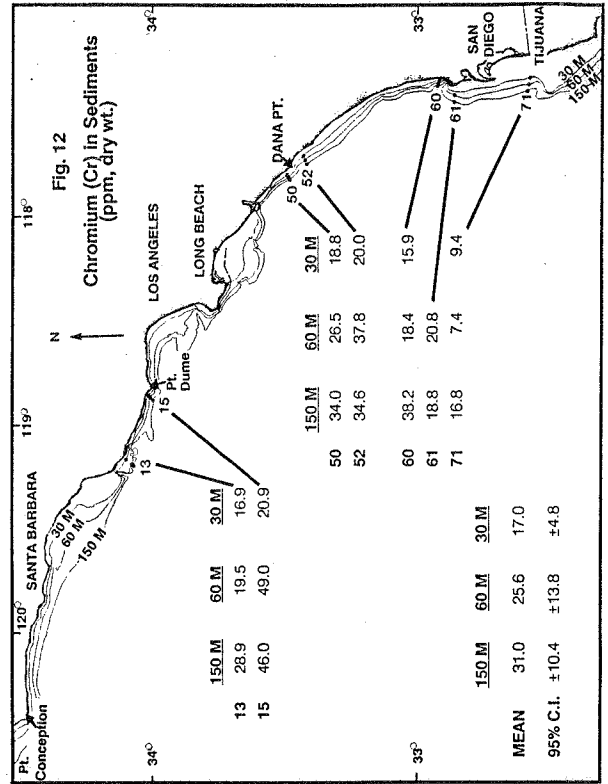 Fig. 12
Chromium (Cr) in Sediments
(ppm, dry wt.)
120°
119°
118°
34°
34°
33°
33°
N
Pt.
Conception
SANTA BARBARA
30 M
60 M
150 M
13
15
Pt.
Dume
LOS ANGELES
LONG BEACH
DANA PT.
50
52
60
61
71
SAN
DIEGO
TIJUANA
30 M
60 M
150 M
150 M 60 M 30 M
13 28.9 19.5 16.9
15 46.0 49.0 20.9
150 M 60 M 30 M
50 34.0 26.5 18.8
52 34.6 37.8 20.0
60 38.2 18.4 15.9
61 18.8 20.8
71 16.8 7.4 9.4
150 M 60 M 30 M
MEAN 31.0 25.6 17.0
95% C.I. ±10.4 ±13.8 ±4.8